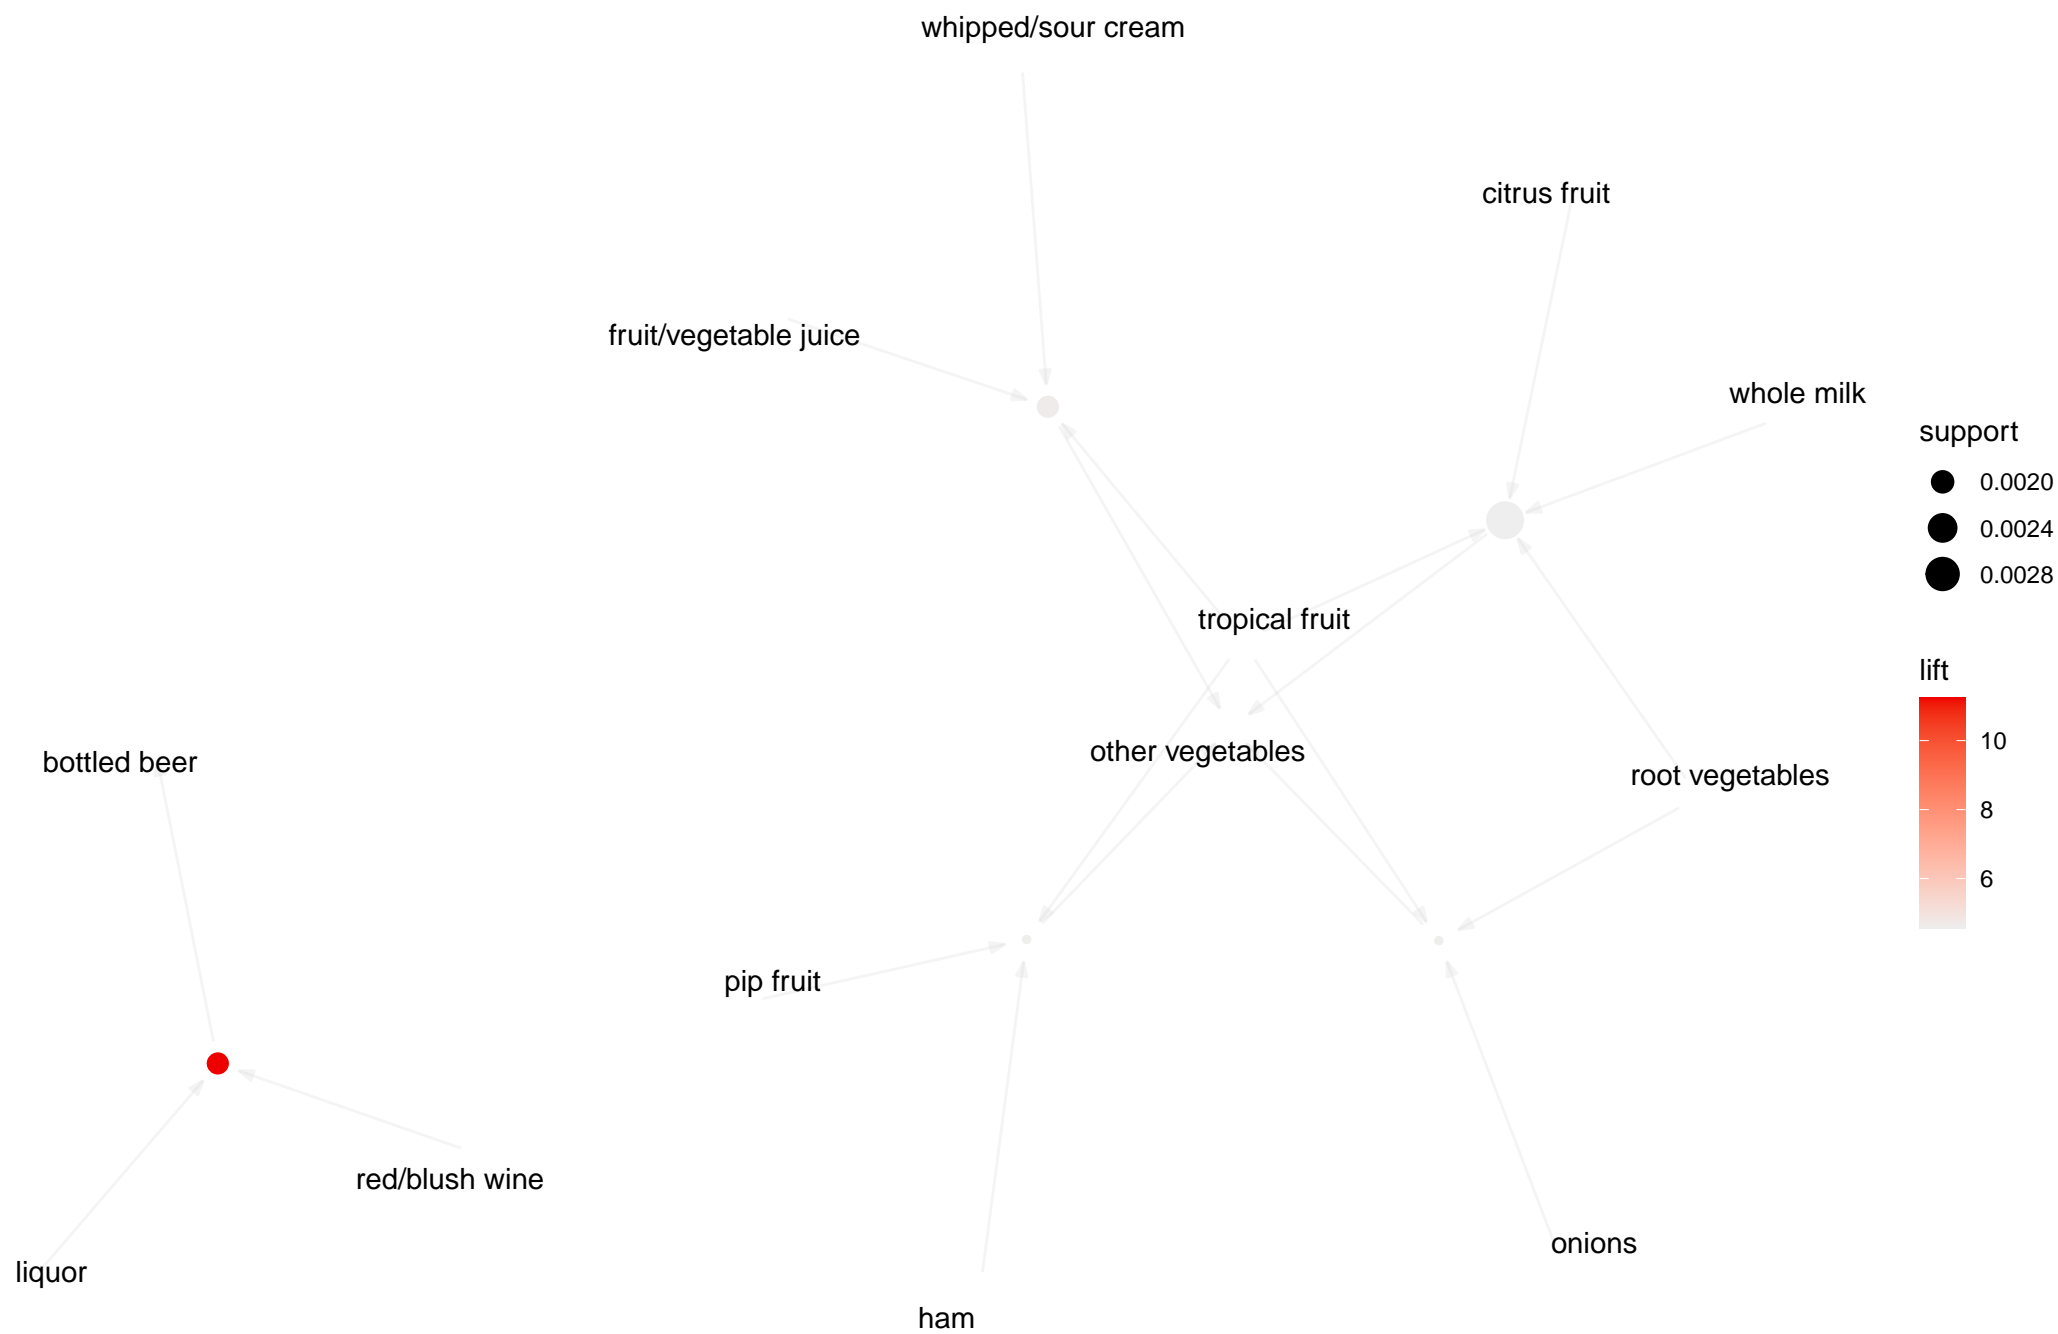 whipped/sour cream
citrus fruit
fruit/vegetable juice
whole milk
support
0.0020
0.0024
0.0028
tropical fruit
lift
10
8
6
other vegetables
bottled beer
root vegetables
pip fruit
red/blush wine
onions
liquor
ham